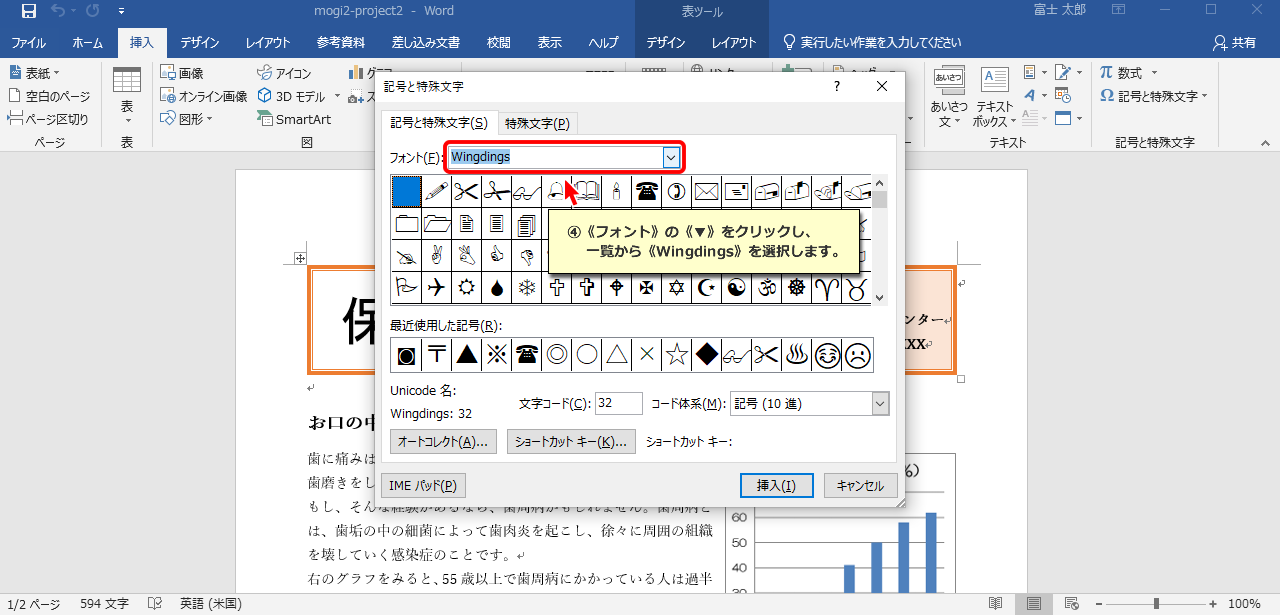 mogi2-project2 - Word
表ツール
富士 太郎
ファイル ホーム 挿入 デザイン レイアウト 参考資料 差し込み文書 校閲 表示 ヘルプ デザイン レイアウト 実行したい作業を入力してください 共有
表紙
空白のページ
ページ区切り
ページ
表
表
画像
オンライン画像
図形
アイコン
3D モデル
SmartArt
図
あいさつ
あいさつ文
テキストボックス
テキスト
π 数式
Ω 記号と特殊文字
記号と特殊文字
記号と特殊文字
?
記号と特殊文字(S) 特殊文字(P)
フォント(F): Wingdings
④《フォント》の《▼》をクリックし、
一覧から《Wingdings》を選択します。
最近使用した記号(R):
◙ 〒 ▲ ※ ☎ ◎ ○ △ × ☆ ◆
Unicode 名:
Wingdings: 32
文字コード(C): 32 コード体系(M): 記号 (10 進)
オートコレクト(A)... ショートカット キー(K)... ショートカット キー:
IME パッド(P) 挿入(I) キャンセル
保
ンター
XX
お口の中
歯に痛みは
歯磨きをし
もし、そんな経験があるなら、歯周病かもしれません。歯周病と
は、歯垢の中の細菌によって歯肉炎を起こし、徐々に周囲の組織
を壊していく感染症のことです。
右のグラフをみると、55 歳以上で歯周病にかかっている人は過半
%)
60
50
40
30
1/2 ページ 594 文字 英語 (米国) 100%